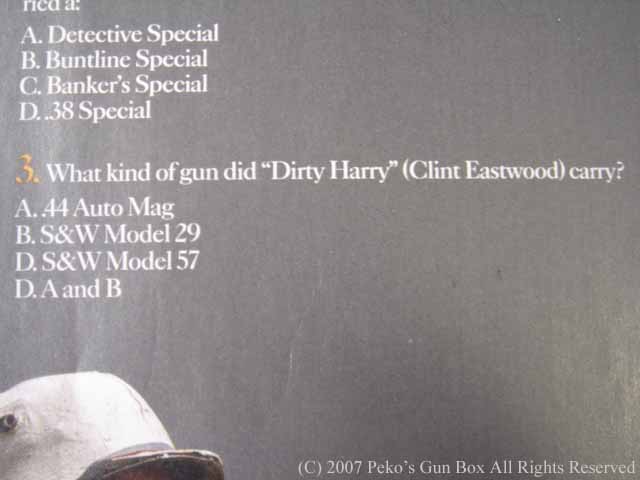 ried a:
A. Detective Special
B. Buntline Special
C. Banker's Special
D. .38 Special
3. What kind of gun did “Dirty Harry” (Clint Eastwood) carry?
A. .44 Auto Mag
B. S&W Model 29
D. S&W Model 57
D. A and B
(C) 2007 Peko's Gun Box All Rights Reserved